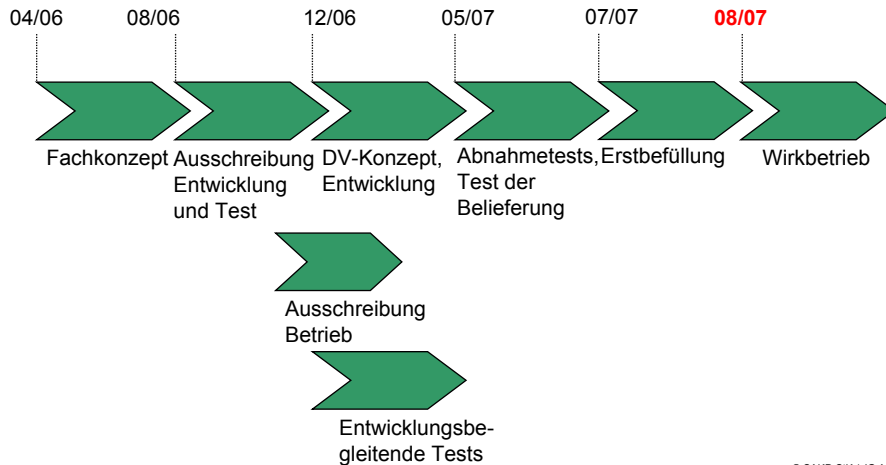 04/06 08/06 12/06 05/07 07/07 08/07
Fachkonzept
Ausschreibung
Entwicklung
und Test
DV-Konzept,
Entwicklung
Abnahmetests,
Test der
Belieferung
Erstbefüllung
Wirkbetrieb
Ausschreibung
Betrieb
Entwicklungsbe-
gleitende Tests